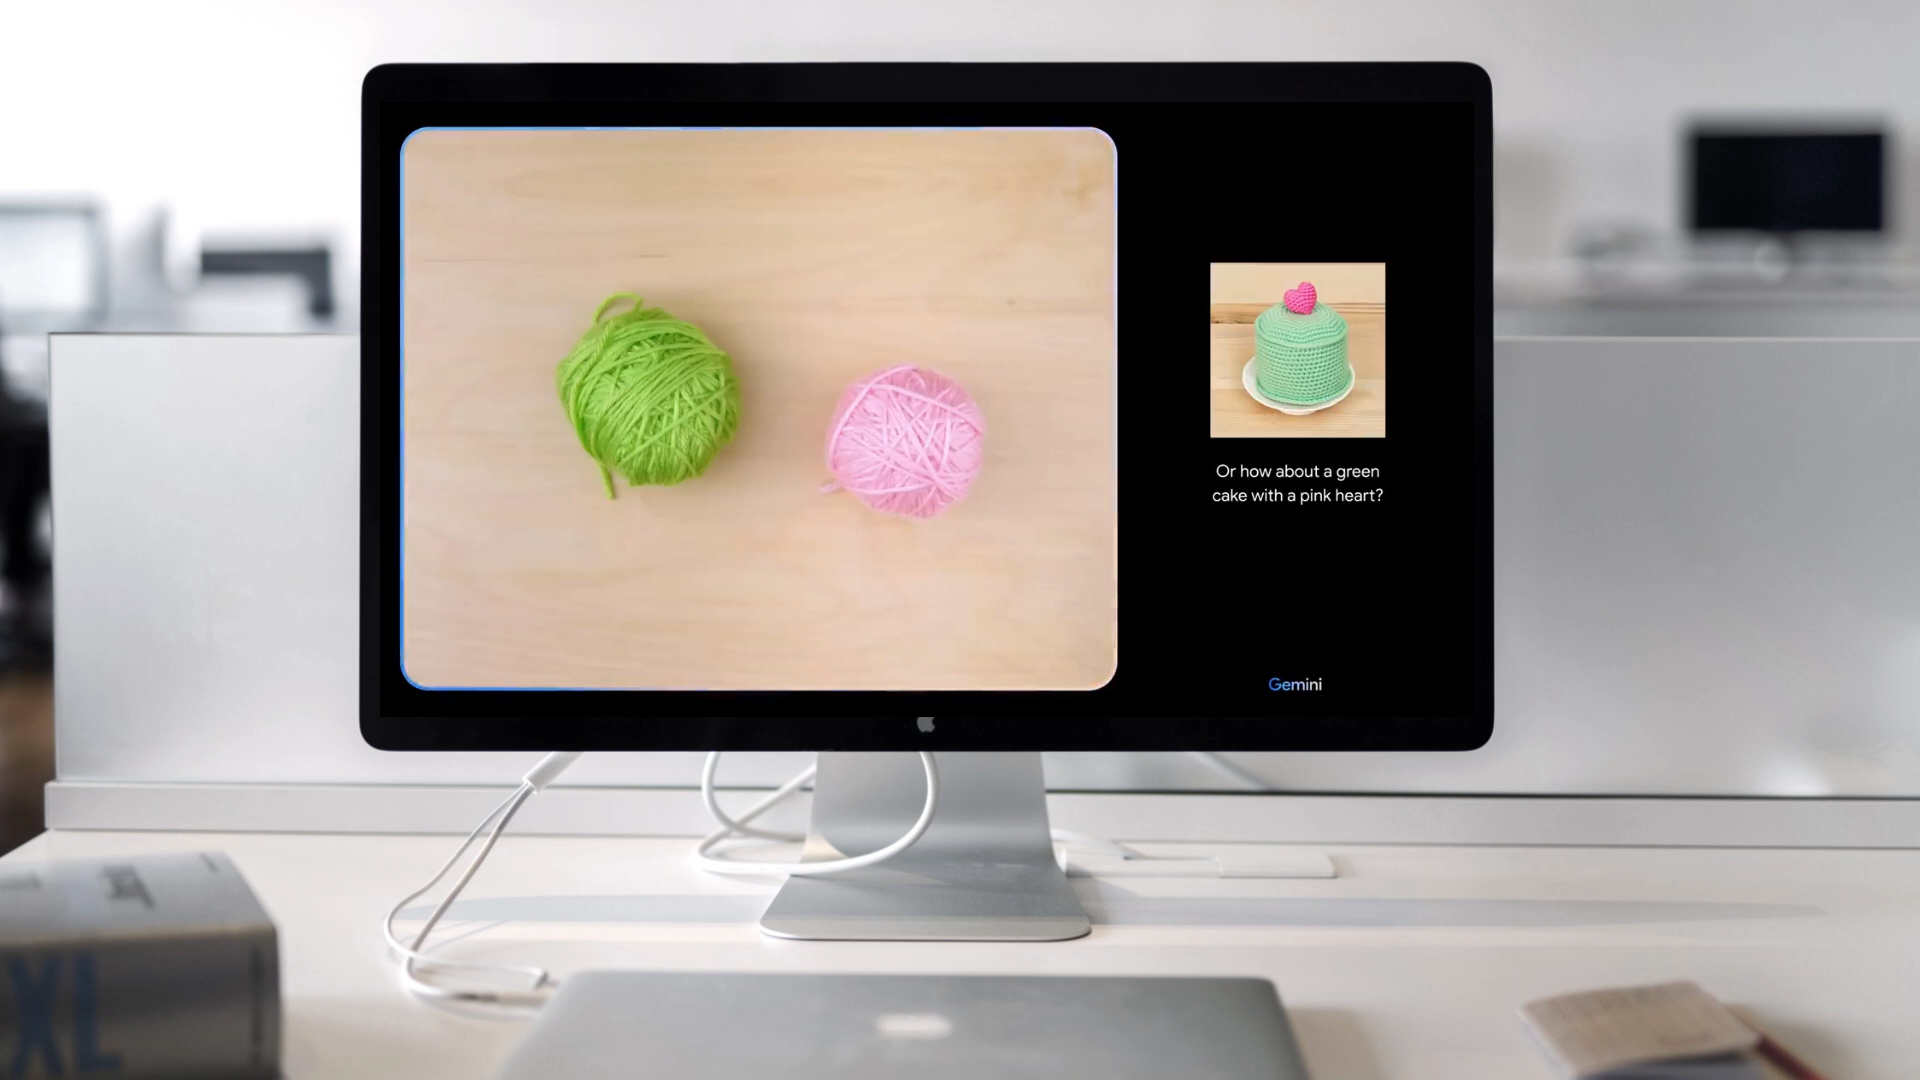 Or how about a green
cake with a pink heart?
Gemini
XL